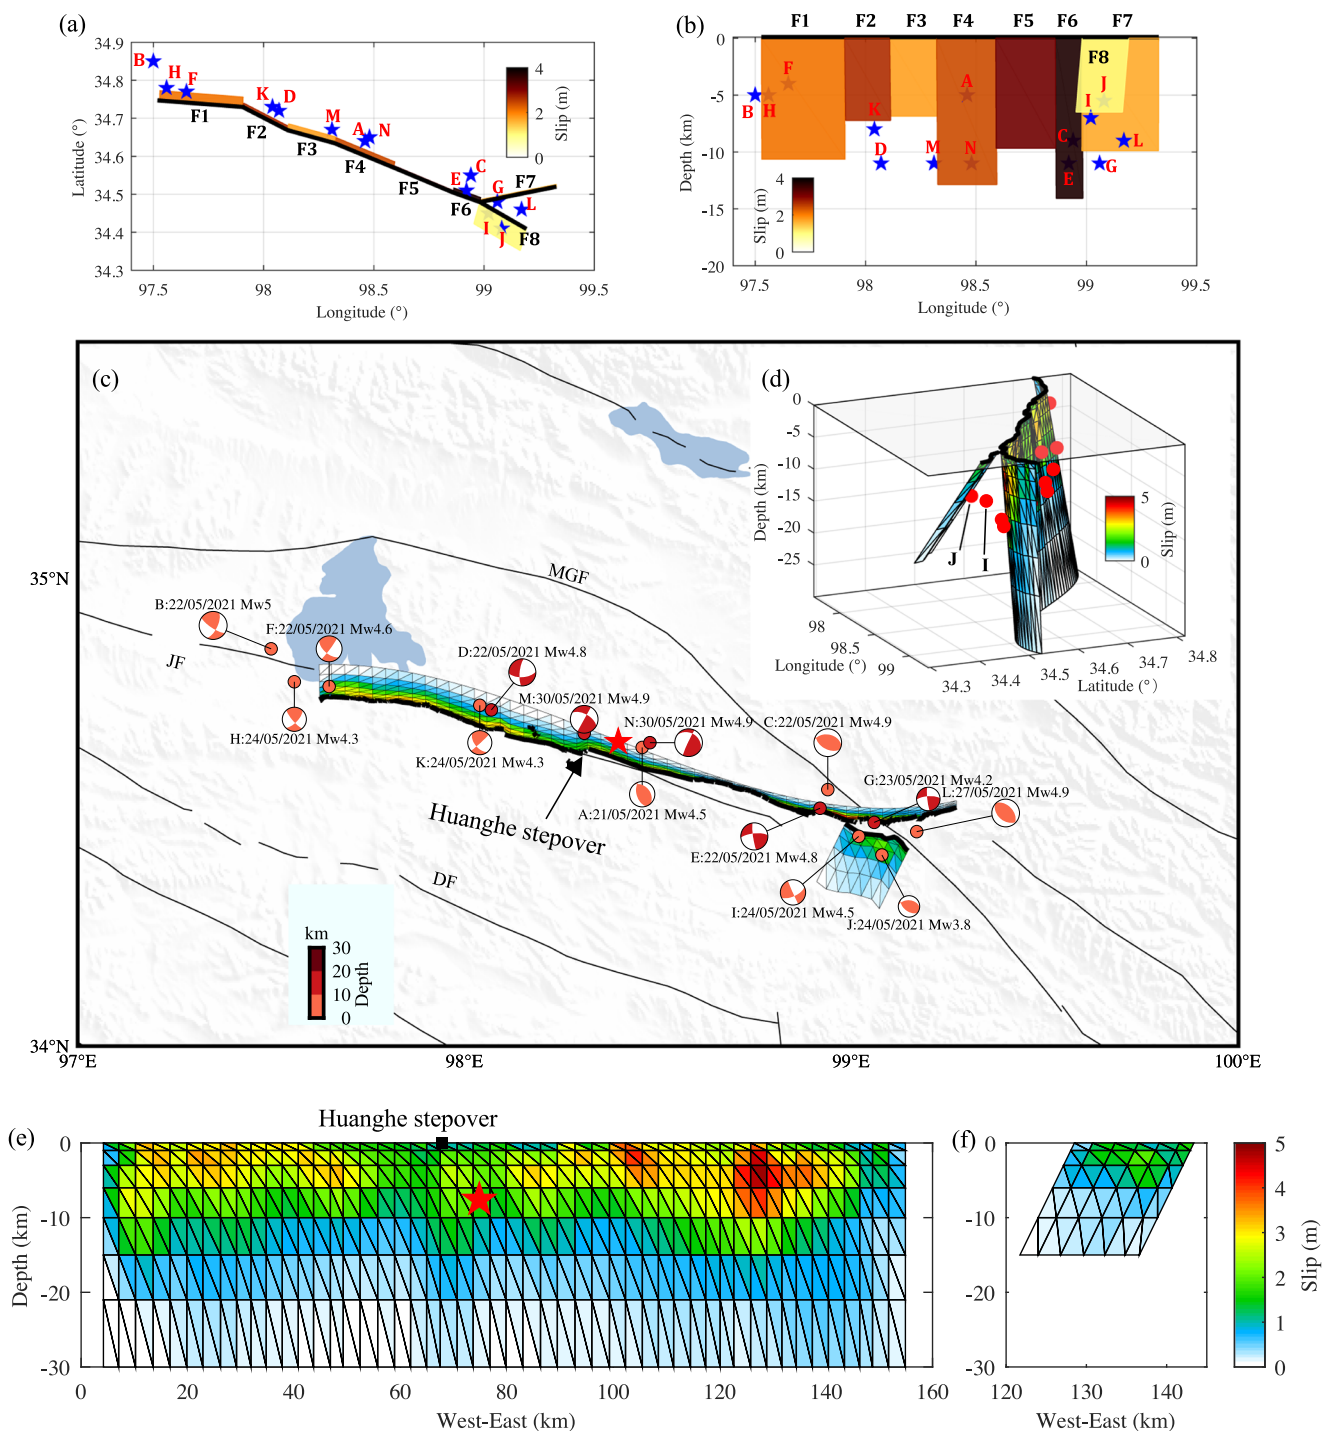 (a)
34.9
34.8
34.7
34.6
34.5
34.4
34.3
Latitude (°)
97.5
98
98.5
99
99.5
Longitude (°)
B
H
F
K
D
M
A
N
C
E
G
L
I
J
F1
F2
F3
F4
F5
F6
F7
F8
4
2
0
Slip (m)
(b)
F1
F2
F3
F4
F5
F6
F7
F8
0
-5
-10
-15
-20
Depth (km)
97.5
98
98.5
99
99.5
Longitude (°)
B
H
F
K
D
M
A
N
C
E
I
J
L
G
4
2
0
Slip (m)
(c)
35°N
34°N
97°E
98°E
99°E
100°E
MGF
JF
DF
B:22/05/2021 Mw5
F:22/05/2021 Mw4.6
D:22/05/2021 Mw4.8
M:30/05/2021 Mw4.9
N:30/05/2021 Mw4.9
C:22/05/2021 Mw4.9
G:23/05/2021 Mw4.2
L:27/05/2021 Mw4.9
H:24/05/2021 Mw4.3
K:24/05/2021 Mw4.3
A:21/05/2021 Mw4.5
E:22/05/2021 Mw4.8
I:24/05/2021 Mw4.5
J:24/05/2021 Mw3.8
Huanghe stepover
km
30
20
10
0
Depth
(d)
0
-5
-10
-15
-20
-25
Depth (km)
98
98.5
99
Longitude (°)
34.3
34.4
34.5
34.6
34.7
34.8
Latitude (°)
J
I
5
0
Slip (m)
(e)
Huanghe stepover
0
-10
-20
-30
Depth (km)
0
20
40
60
80
100
120
140
160
West-East (km)
(f)
0
-10
-20
-30
120
130
140
West-East (km)
5
4
3
2
1
0
Slip (m)